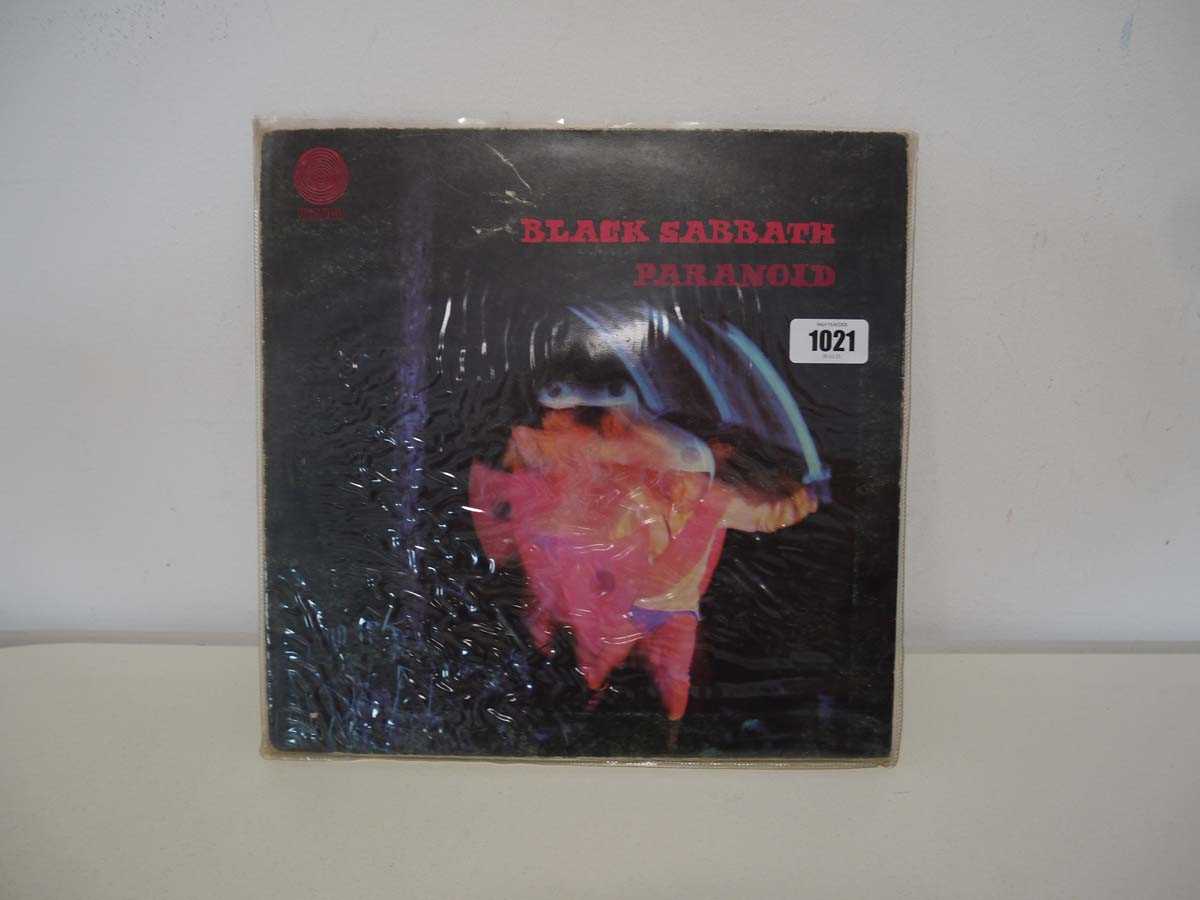 BLACK SABBATH
PARANOID
1021